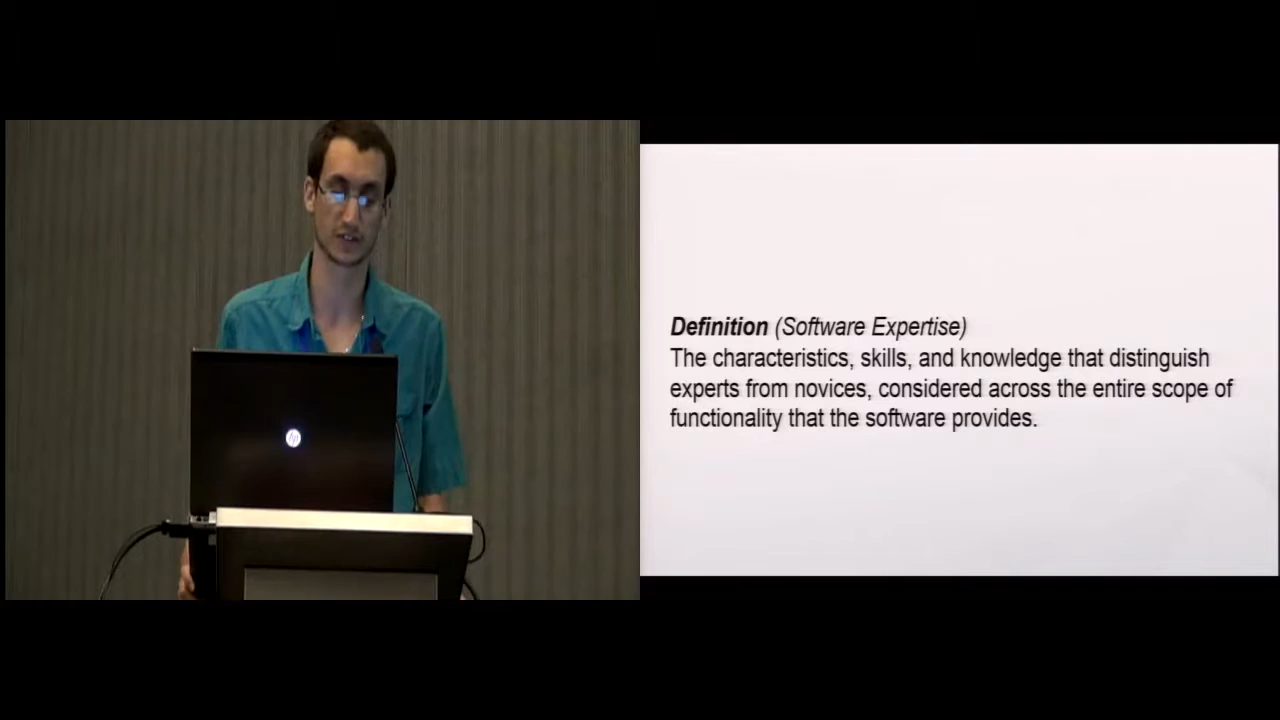 hp
Definition (Software Expertise)
The characteristics, skills, and knowledge that distinguish
experts from novices, considered across the entire scope of
functionality that the software provides.